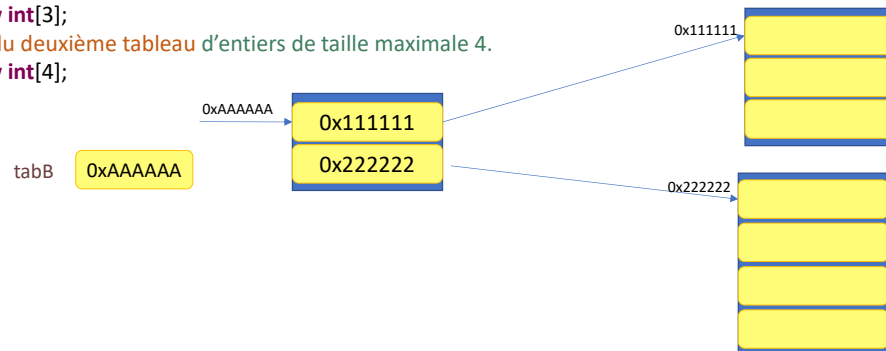 int[3];
deuxième tableau d'entiers de taille maximale 4.
int[4];
0x111111
0xAAAAAA
0x111111
0x222222
tabB 0xAAAAAA
0x222222